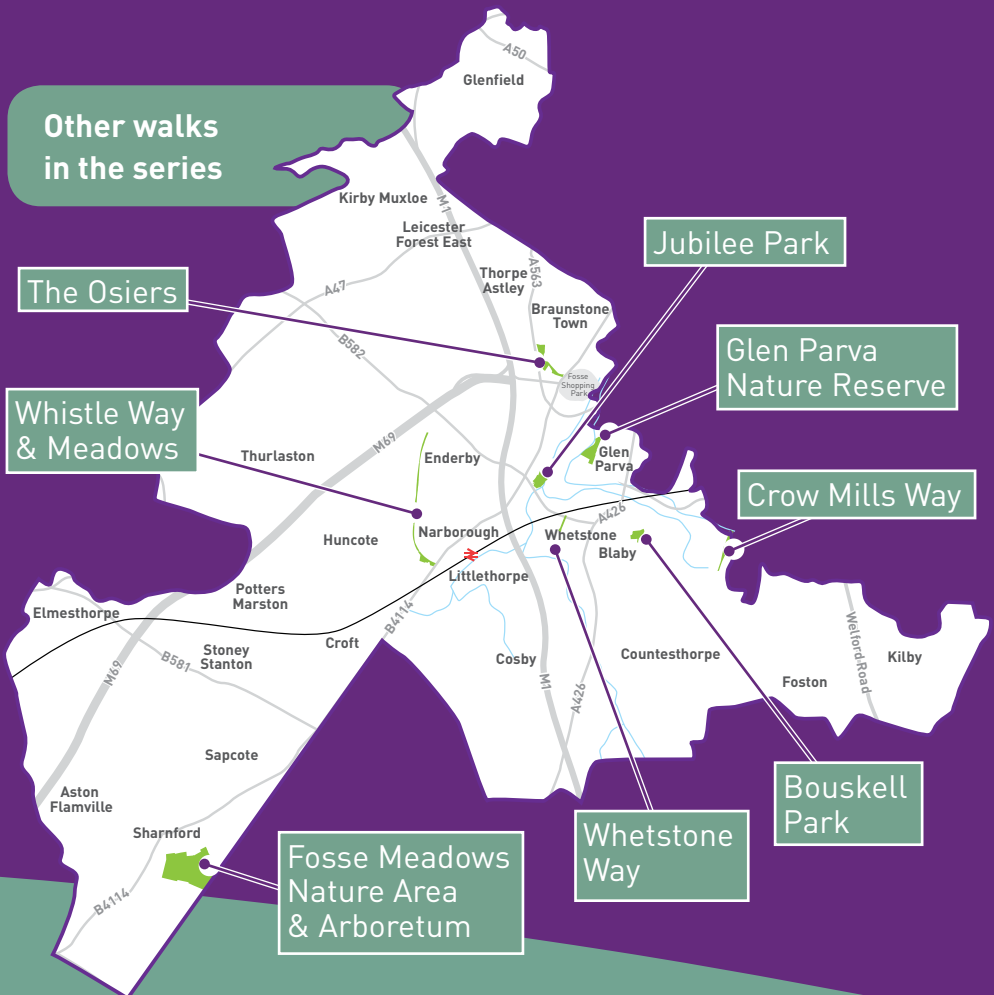 Other walks
in the series
A50
Glenfield
Kirby Muxloe
M1
Leicester
Forest East
Jubilee Park
The Osiers
A47
Thorpe
Astley
A563
Braunstone
Town
B582
Fosse
Shopping
Park
Glen Parva
Nature Reserve
Whistle Way
& Meadows
M69
Thurlaston
Enderby
Glen
Parva
Crow Mills Way
A426
Huncote
Narborough
Whetstone
Blaby
Littlethorpe
Potters
Marston
Elmesthorpe
B4114
Croft
Welford Road
M69
B581
Stoney
Stanton
Cosby
M1
A426
Countesthorpe
Kilby
Foston
Sapcote
Aston
Flamville
Sharnford
B4114
Bouskell
Park
Whetstone
Way
Fosse Meadows
Nature Area
& Arboretum